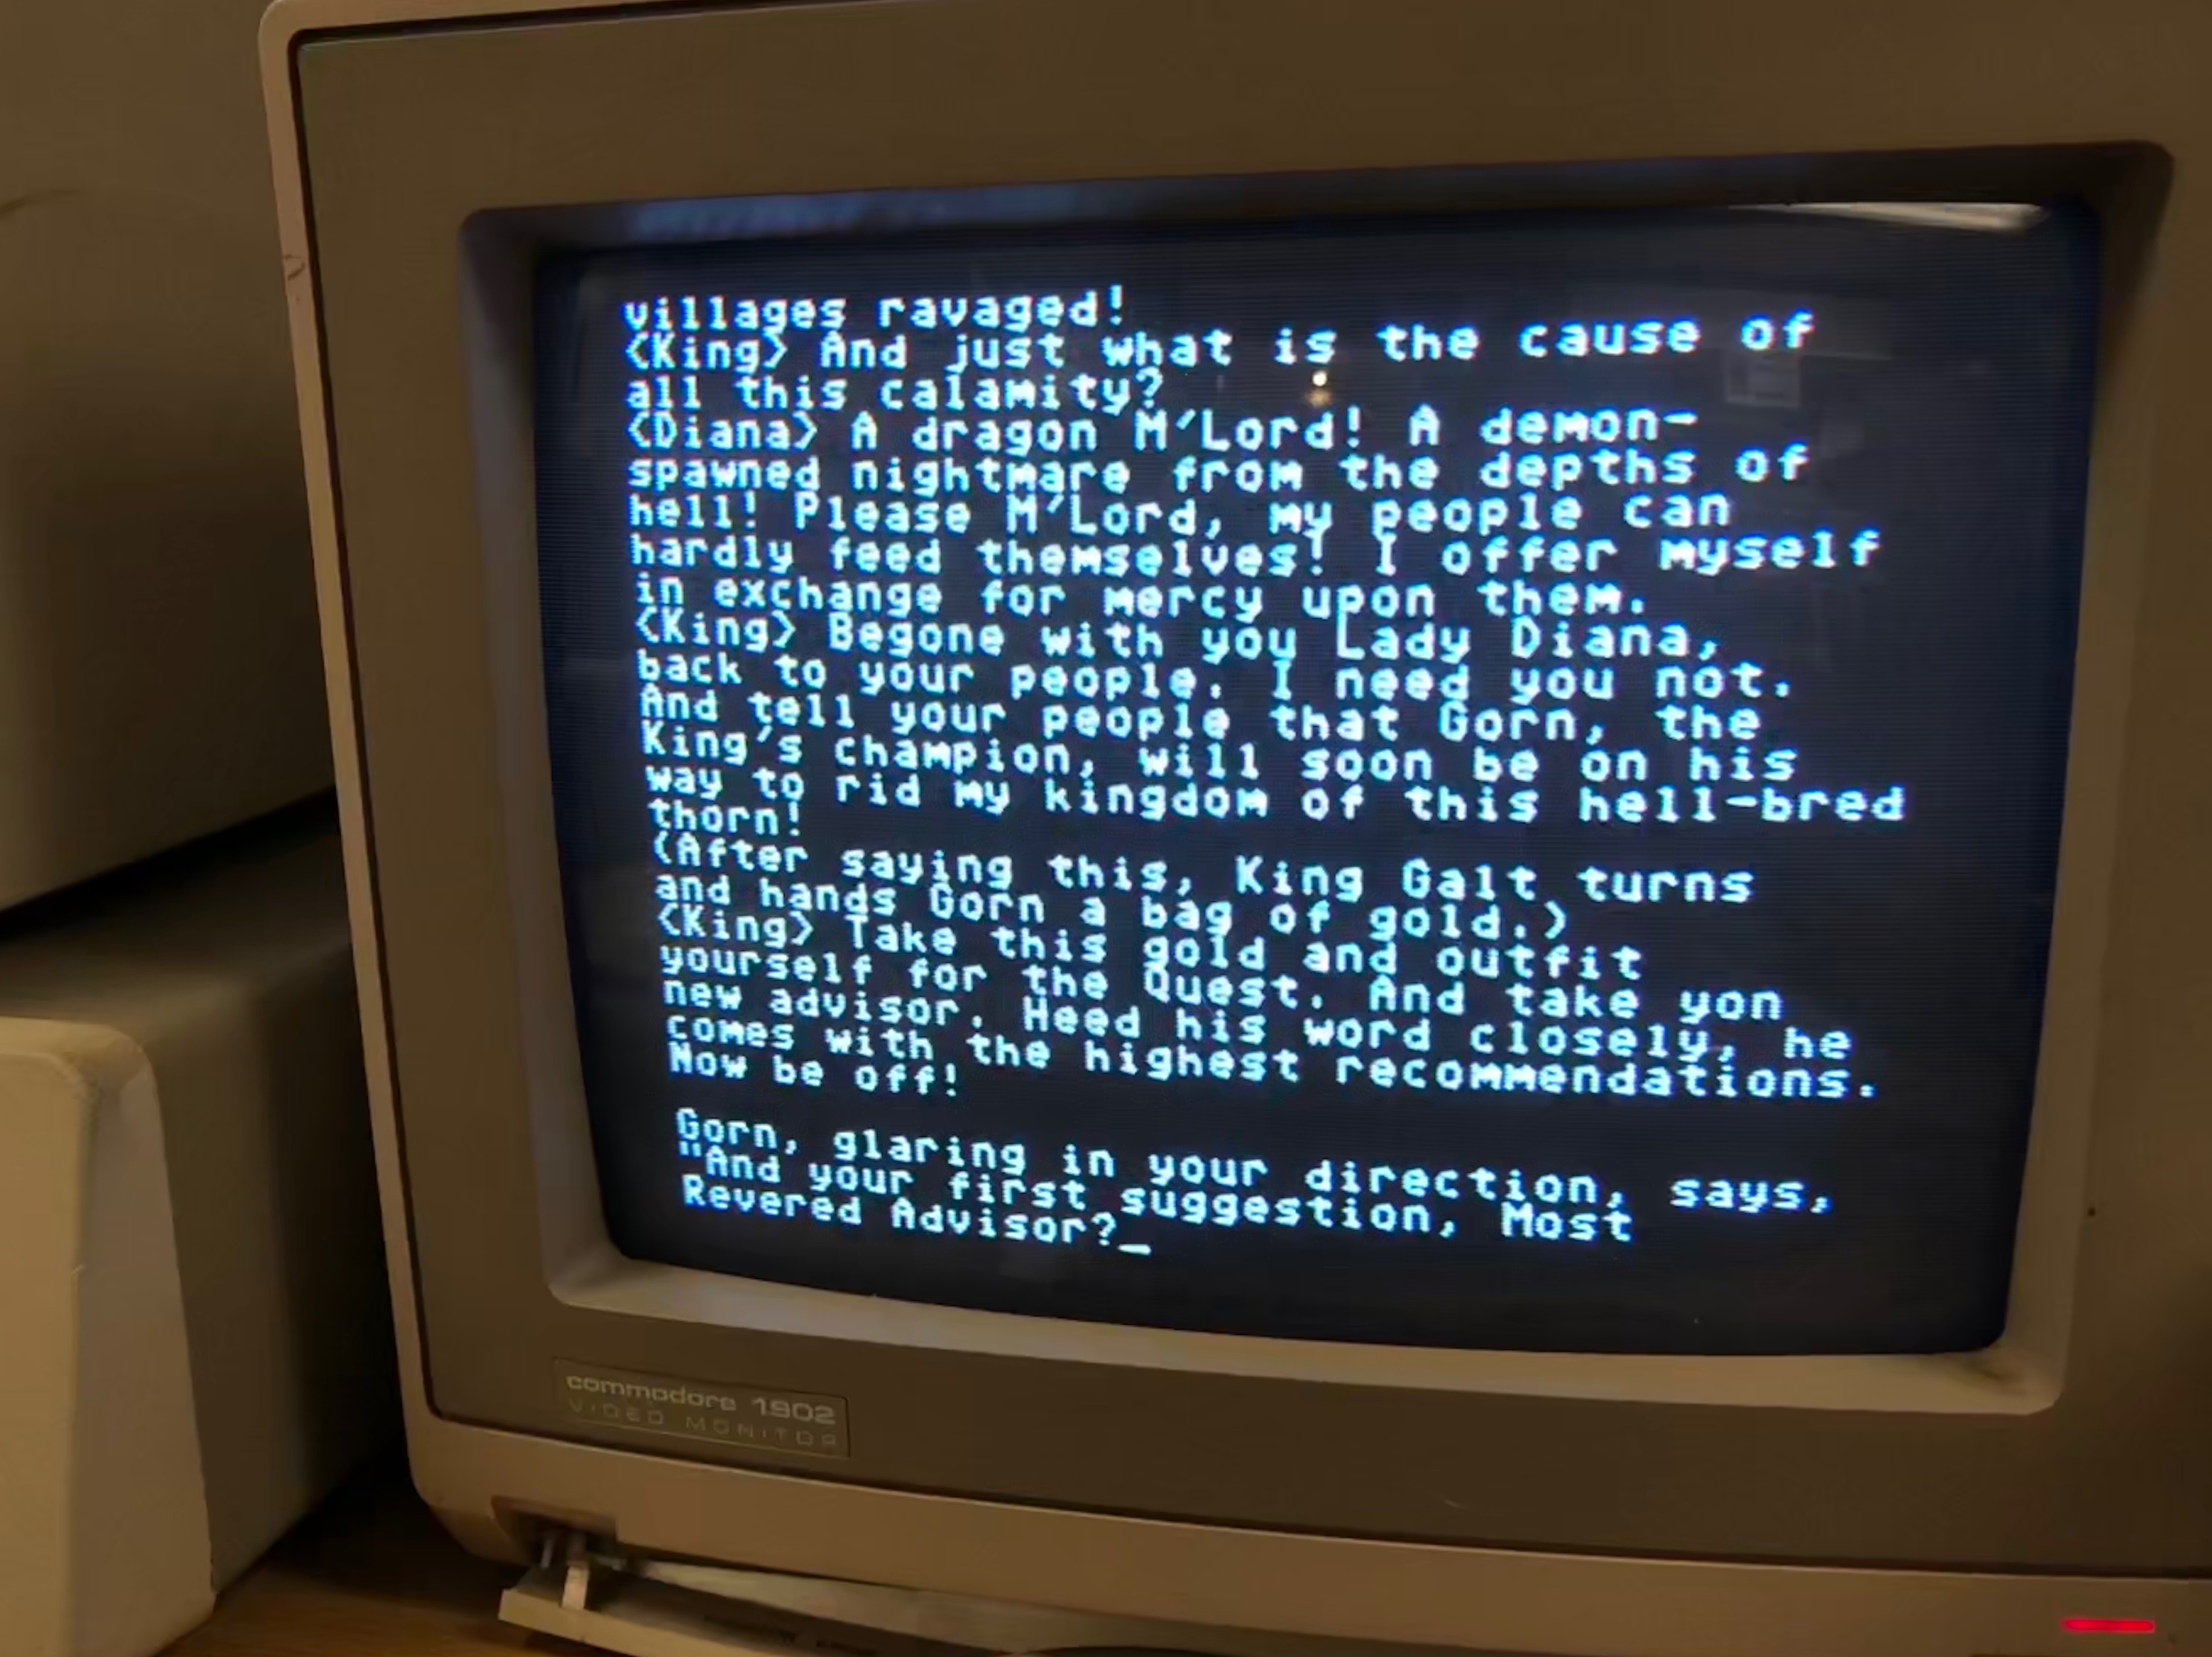 villages ravaged!
<King> And just what is the cause of
all this calamity?
<Diana> A dragon M'Lord! A demon-
spawned nightmare from the depths of
hell! Please M'Lord, my people can
hardly feed themselves! I offer myself
in exchange for mercy upon them.
<King> Begone with you Lady Diana,
back to your people. I need you not.
And tell your people that Gorn, the
King's champion, will soon be on his
way to rid my kingdom of this hell-bred
thorn!
(After saying this, King Galt turns
and hands Gorn a bag of gold.)
<King> Take this gold and outfit
yourself for the Quest. And take yon
new advisor. Heed his word closely, he
comes with the highest recommendations.
Now be off!
Gorn, glaring in your direction, says,
"And your first suggestion, Most
Revered Advisor?_
commodore 1902
VIDEO MONITOR